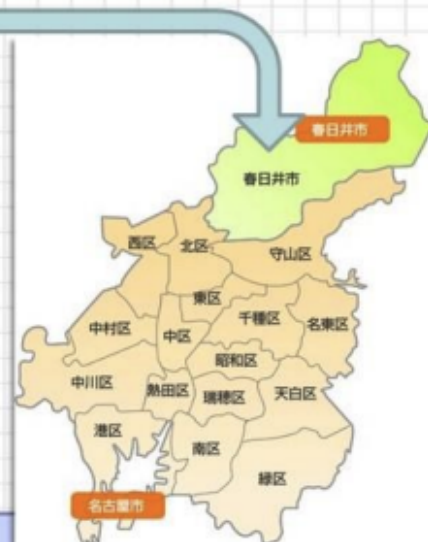 春日井市
春日井市
西区
北区
守山区
東区
中村区
中区
千種区
名東区
昭和区
中川区
熱田区
瑞穂区
天白区
港区
南区
緑区
名古屋市